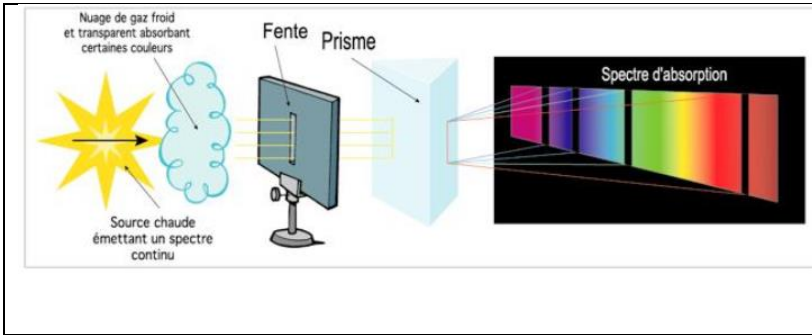 Nuage de gaz froid
et transparent absorbant
certaines couleurs
Fente
Prisme
Spectre d'absorption
Source chaude
émettant un spectre
continu